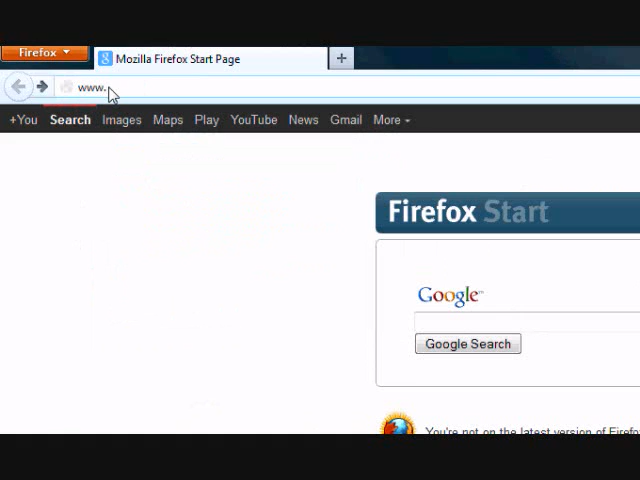 Firefox
Mozilla Firefox Start Page
www.
+You Search Images Maps Play YouTube News Gmail More
Firefox Start
Google™
Google Search
You're not on the latest version of Firefo